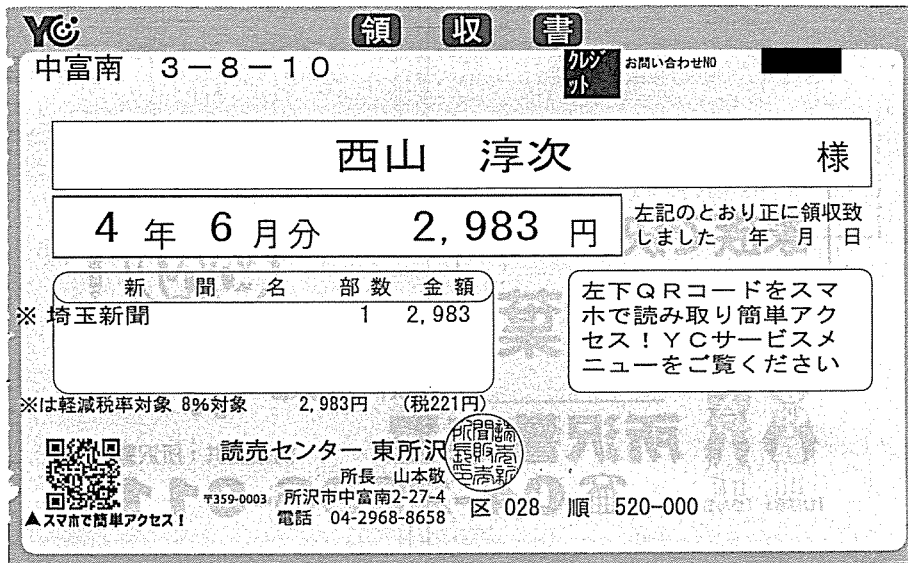 YC 領収書
中富南 3-8-10
クレジット お問い合わせNO
西山 淳次 様
4 年 6 月分 2,983 円
左記のとおり正に領収致
しました 年 月 日
新聞名 部数 金額
※ 埼玉新聞 1 2,983
左下QRコードをスマ
ホで読み取り簡単アク
セス!YCサービスメ
ニューをご覧ください
※は軽減税率対象 8%対象 2,983円 (税221円)
読売センター 東所沢
所長 山本敬
〒359-0003 所沢市中富南2-27-4
電話 04-2968-8658
区 028 順 520-000
▲スマホで簡単アクセス!